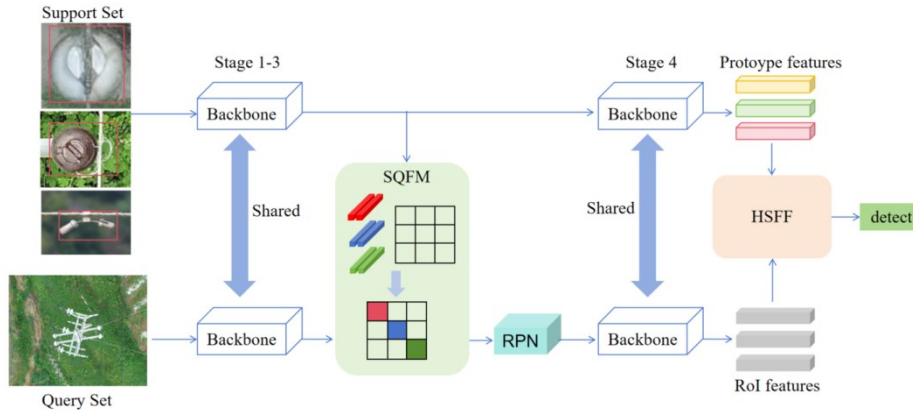 Support Set
Stage 1-3
Stage 4
Protoype features
Backbone
Backbone
SQFM
Shared
Shared
HSFF
detect
Backbone
RPN
Backbone
RoI features
Query Set